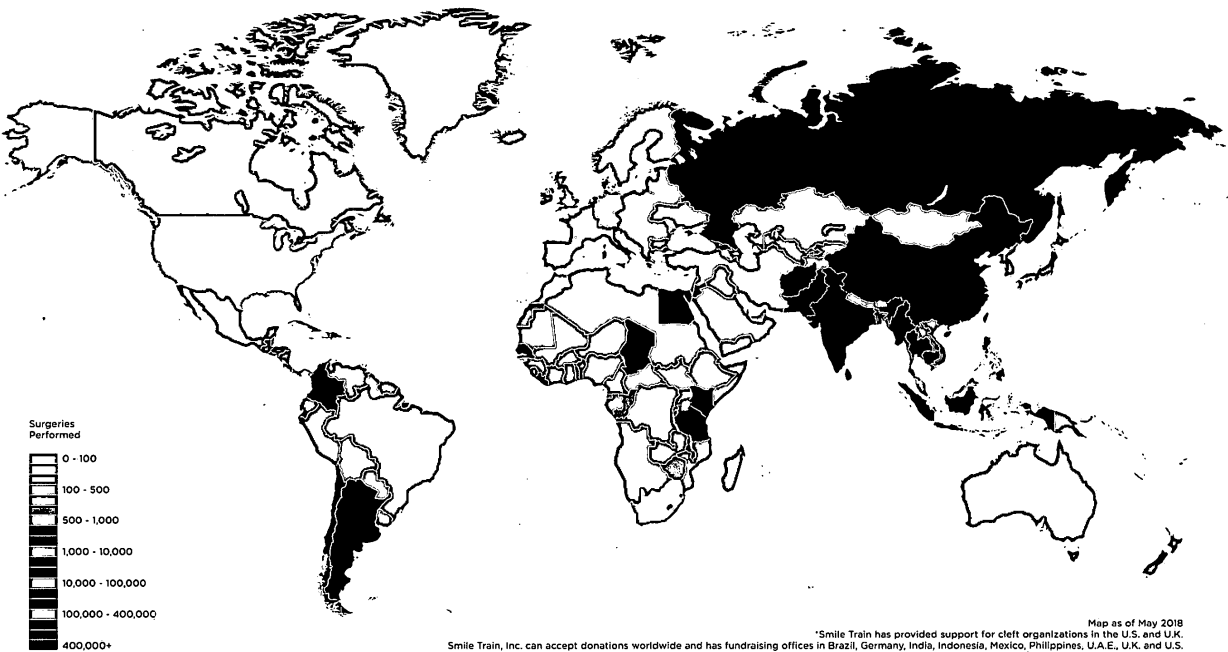 Surgeries
Performed
0 - 100
100 - 500
500 - 1,000
1,000 - 10,000
10,000 - 100,000
100,000 - 400,000
400,000+
Map as of May 2018
*Smile Train has provided support for cleft organizations in the U.S. and U.K.
Smile Train, Inc. can accept donations worldwide and has fundraising offices in Brazil, Germany, India, Indonesia, Mexico, Philippines, U.A.E., U.K. and U.S.